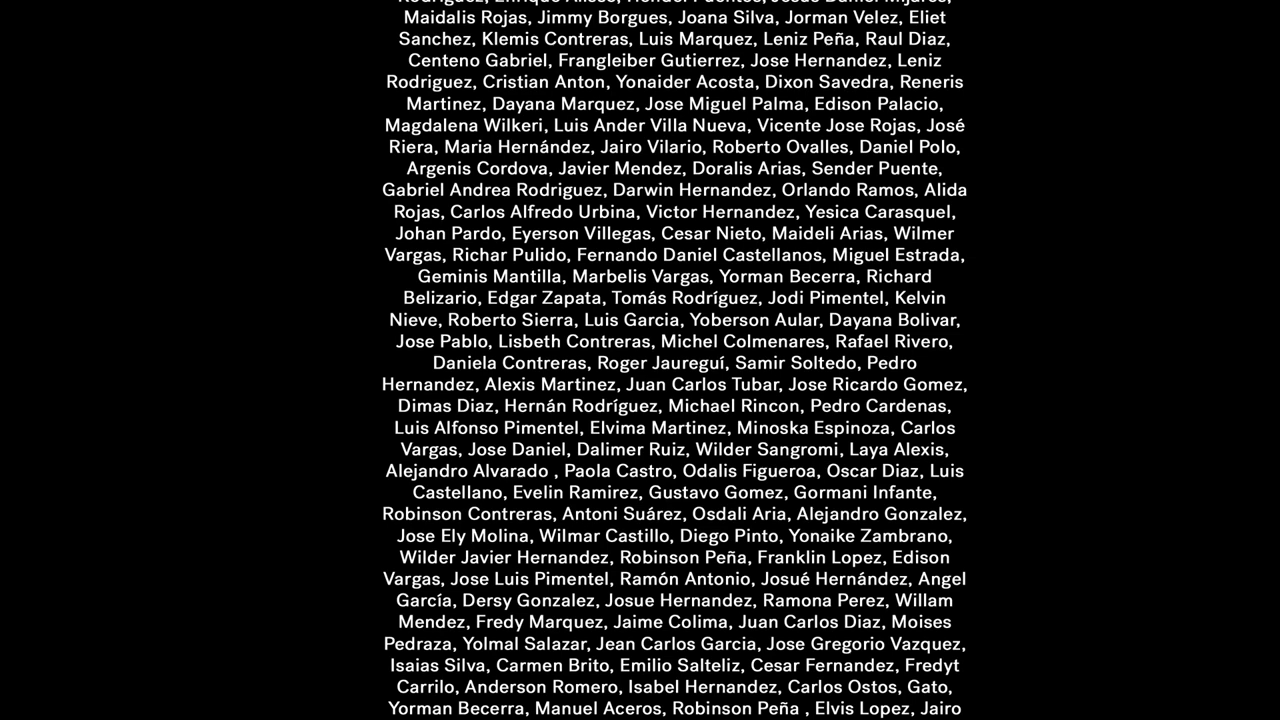 Rodriguez, Enrique Alisso, Hender Fuentes, Jesus Daniel Mijares,
Maidalis Rojas, Jimmy Borgues, Joana Silva, Jorman Velez, Eliet
Sanchez, Klemis Contreras, Luis Marquez, Leniz Peña, Raul Diaz,
Centeno Gabriel, Frangleiber Gutierrez, Jose Hernandez, Leniz
Rodriguez, Cristian Anton, Yonaider Acosta, Dixon Savedra, Reneris
Martinez, Dayana Marquez, Jose Miguel Palma, Edison Palacio,
Magdalena Wilkeri, Luis Ander Villa Nueva, Vicente Jose Rojas, José
Riera, Maria Hernández, Jairo Vilario, Roberto Ovalles, Daniel Polo,
Argenis Cordova, Javier Mendez, Doralis Arias, Sender Puente,
Gabriel Andrea Rodriguez, Darwin Hernandez, Orlando Ramos, Alida
Rojas, Carlos Alfredo Urbina, Victor Hernandez, Yesica Carasquel,
Johan Pardo, Eyerson Villegas, Cesar Nieto, Maideli Arias, Wilmer
Vargas, Richar Pulido, Fernando Daniel Castellanos, Miguel Estrada,
Geminis Mantilla, Marbelis Vargas, Yorman Becerra, Richard
Belizario, Edgar Zapata, Tomás Rodríguez, Jodi Pimentel, Kelvin
Nieve, Roberto Sierra, Luis Garcia, Yoberson Aular, Dayana Bolivar,
Jose Pablo, Lisbeth Contreras, Michel Colmenares, Rafael Rivero,
Daniela Contreras, Roger Jaureguí, Samir Soltedo, Pedro
Hernandez, Alexis Martinez, Juan Carlos Tubar, Jose Ricardo Gomez,
Dimas Diaz, Hernán Rodríguez, Michael Rincon, Pedro Cardenas,
Luis Alfonso Pimentel, Elvima Martinez, Minoska Espinoza, Carlos
Vargas, Jose Daniel, Dalimer Ruiz, Wilder Sangromi, Laya Alexis,
Alejandro Alvarado , Paola Castro, Odalis Figueroa, Oscar Diaz, Luis
Castellano, Evelin Ramirez, Gustavo Gomez, Gormani Infante,
Robinson Contreras, Antoni Suárez, Osdali Aria, Alejandro Gonzalez,
Jose Ely Molina, Wilmar Castillo, Diego Pinto, Yonaike Zambrano,
Wilder Javier Hernandez, Robinson Peña, Franklin Lopez, Edison
Vargas, Jose Luis Pimentel, Ramón Antonio, Josué Hernández, Angel
García, Dersy Gonzalez, Josue Hernandez, Ramona Perez, Willam
Mendez, Fredy Marquez, Jaime Colima, Juan Carlos Diaz, Moises
Pedraza, Yolmal Salazar, Jean Carlos Garcia, Jose Gregorio Vazquez,
Isaias Silva, Carmen Brito, Emilio Salteliz, Cesar Fernandez, Fredyt
Carrilo, Anderson Romero, Isabel Hernandez, Carlos Ostos, Gato,
Yorman Becerra, Manuel Aceros, Robinson Peña , Elvis Lopez, Jairo